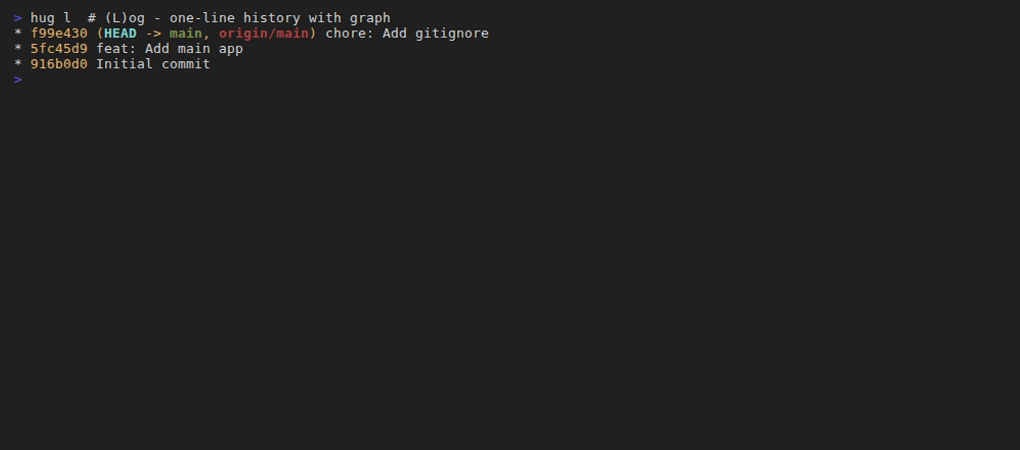 > hug l  # (L)og - one-line history with graph
* f99e430 (HEAD -> main, origin/main) chore: Add gitignore
* 5fc45d9 feat: Add main app
* 916b0d0 Initial commit
>